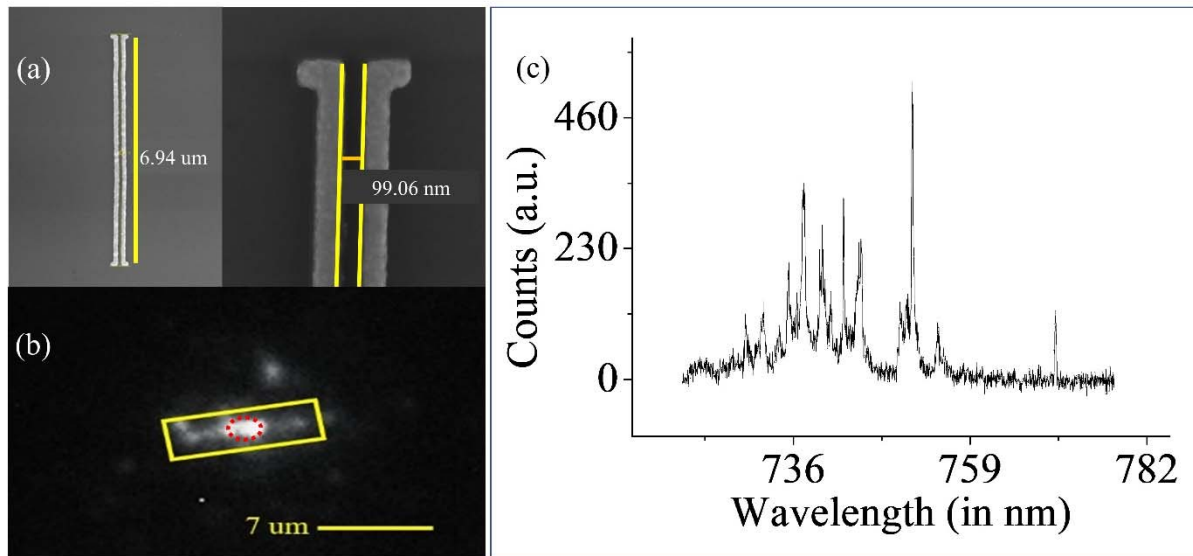 (a)
6.94 um
99.06 nm
(b)
7 um
(c)
Counts (a.u.)
460
230
0
736
759
782
Wavelength (in nm)